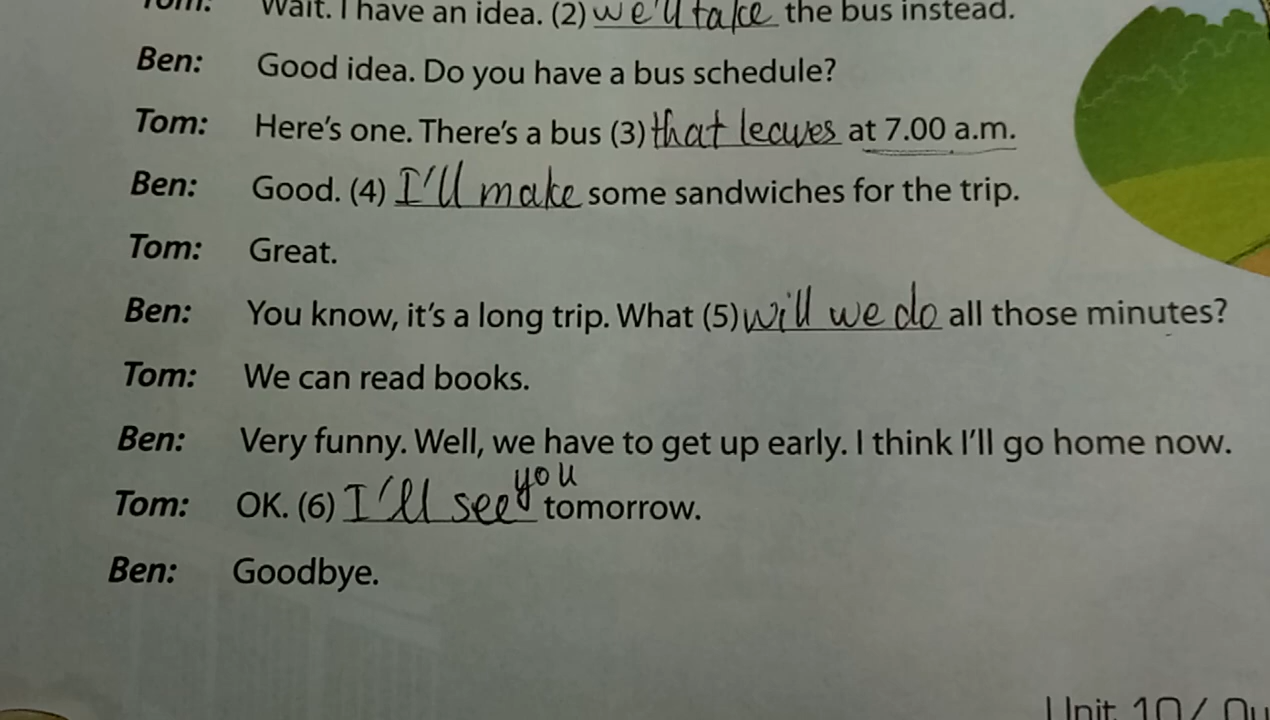 Tom: Wait. I have an idea. (2) we'll take the bus instead.
Ben: Good idea. Do you have a bus schedule?
Tom: Here's one. There's a bus (3) that leaves at 7.00 a.m.
Ben: Good. (4) I'll make some sandwiches for the trip.
Tom: Great.
Ben: You know, it's a long trip. What (5) will we do all those minutes?
Tom: We can read books.
Ben: Very funny. Well, we have to get up early. I think I'll go home now.
Tom: OK. (6) I'll see you tomorrow.
Ben: Goodbye.
Unit 10/